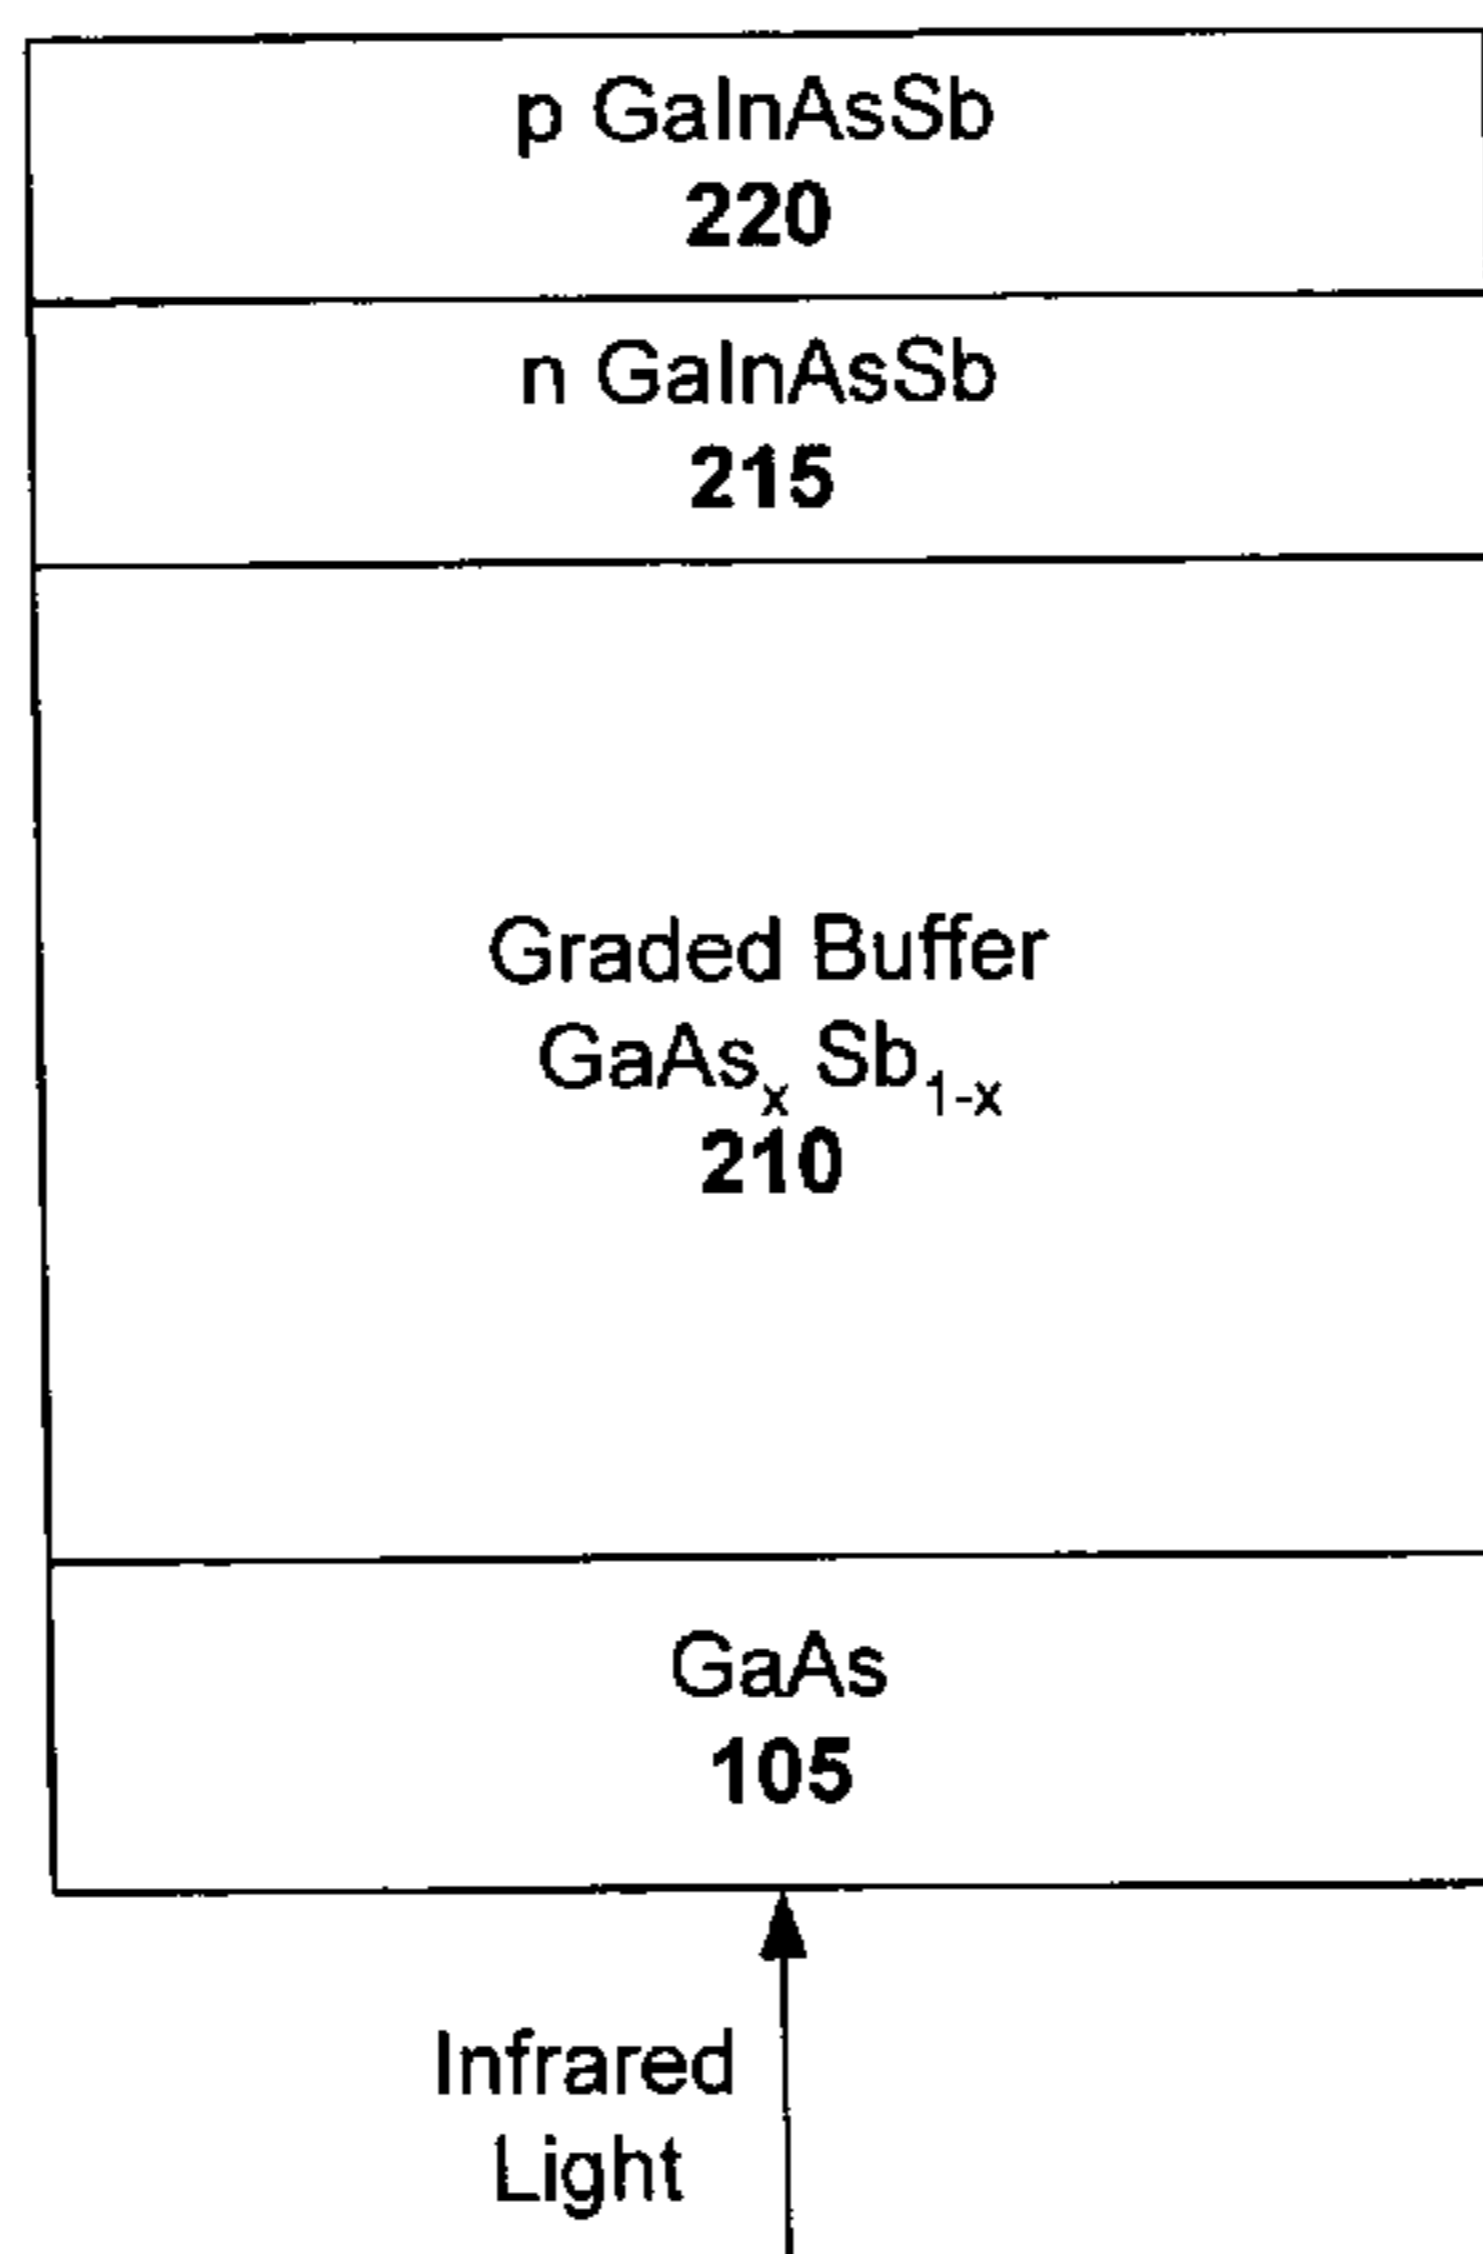 p GaInAsSb
220
n GaInAsSb
215
Graded Buffer
GaAsₓ Sb₁₋ₓ
210
GaAs
105
Infrared
Light